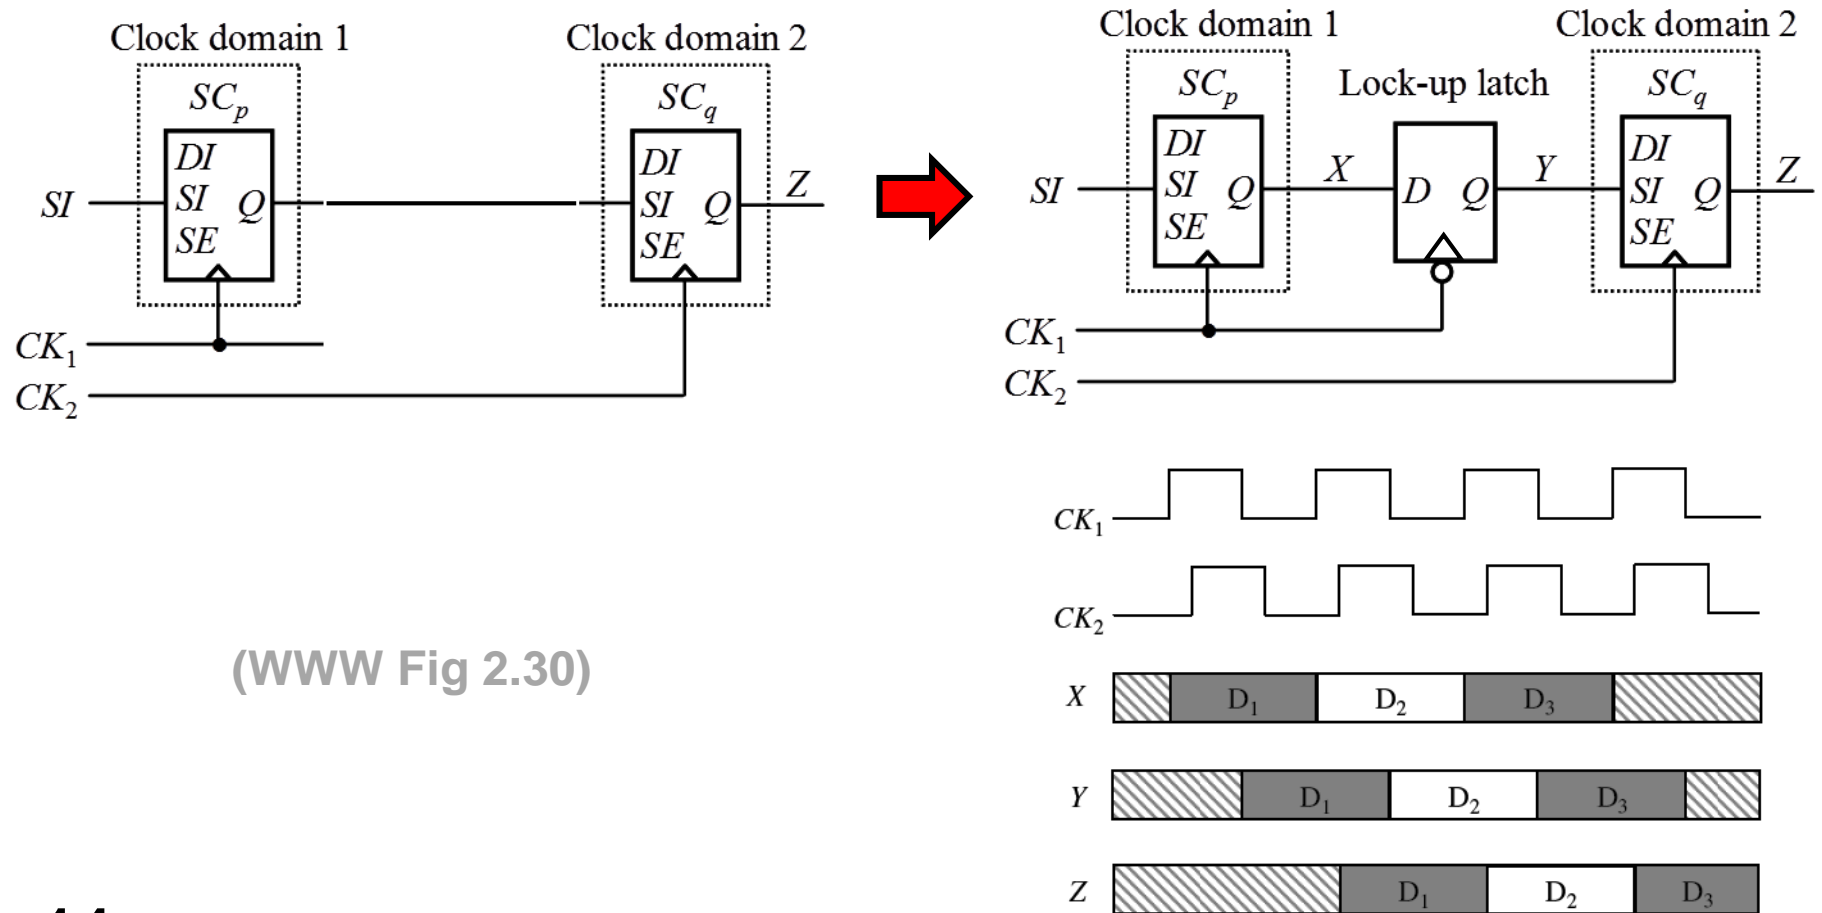 Clock domain 1
Clock domain 2
SCp
SCq
DI
SI
SE
Q
DI
SI
SE
Q
SI
Z
CK1
CK2
Clock domain 1
Clock domain 2
SCp
Lock-up latch
SCq
DI
SI
SE
Q
X
D
Q
Y
DI
SI
SE
Q
SI
Z
CK1
CK2
CK1
CK2
(WWW Fig 2.30)
X D1 D2 D3
Y D1 D2 D3
Z D1 D2 D3